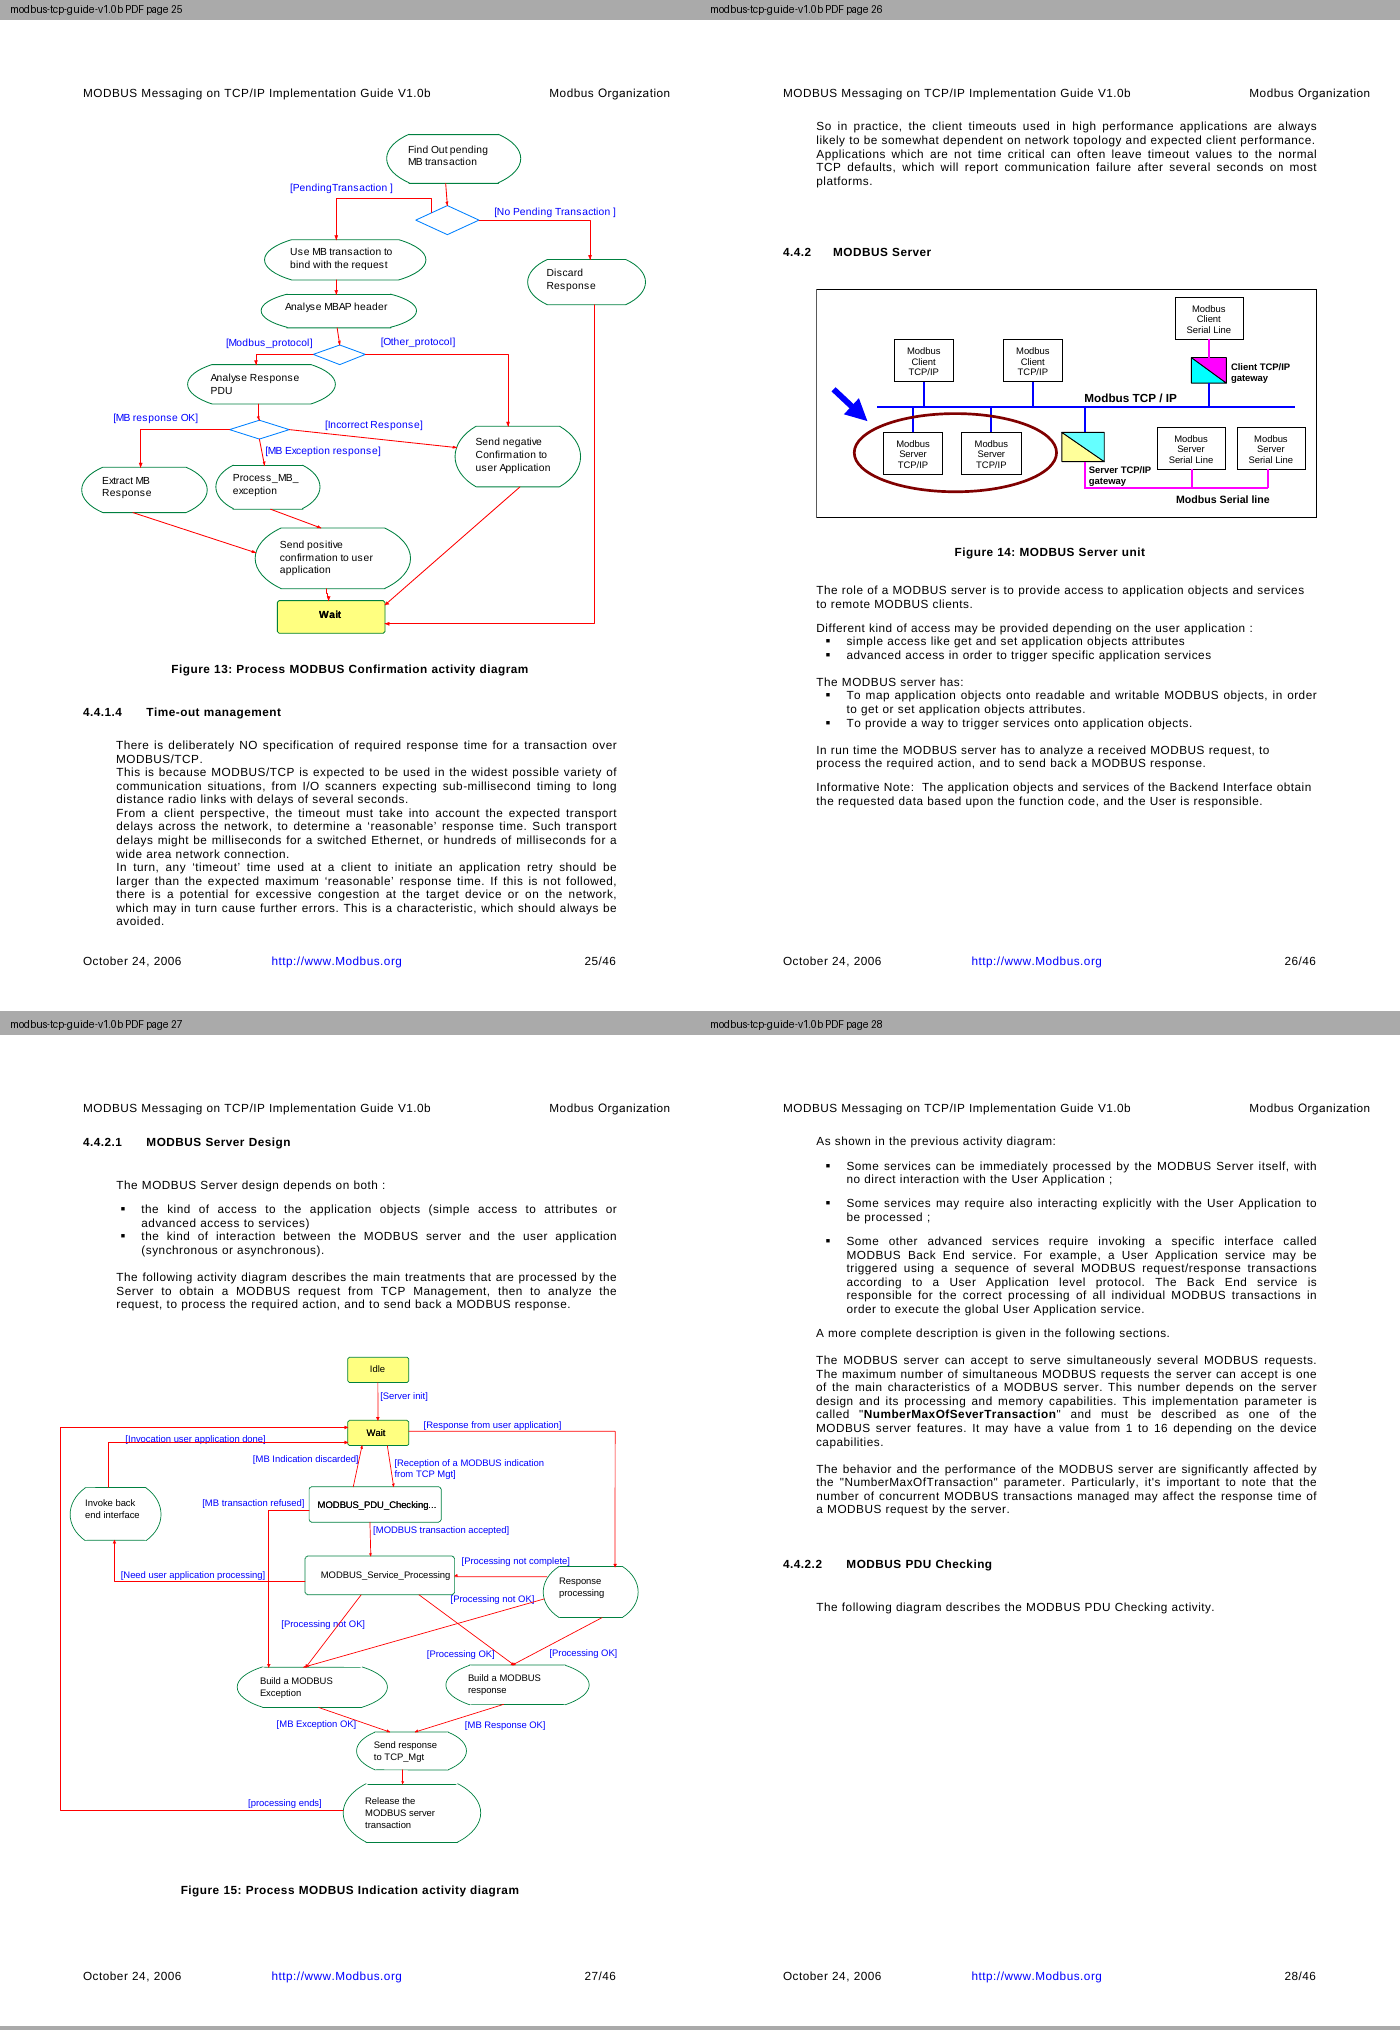 modbus-tcp-guide-v1.0b PDF page 25
MODBUS Messaging on TCP/IP Implementation Guide V1.0b Modbus Organization
Find Out pending
MB transaction
[PendingTransaction ]
[No Pending Transaction ]
Use MB transaction to
bind with the request
Discard
Response
Analyse MBAP header
[Modbus_protocol]
[Other_protocol]
Analyse Response
PDU
[MB response OK]
[Incorrect Response]
[MB Exception response]
Send negative
Confirmation to
user Application
Extract MB
Response
Process_MB_
exception
Send positive
confirmation to user
application
Wait
Figure 13: Process MODBUS Confirmation activity diagram
4.4.1.4 Time-out management
There is deliberately NO specification of required response time for a transaction over
MODBUS/TCP.
This is because MODBUS/TCP is expected to be used in the widest possible variety of
communication situations, from I/O scanners expecting sub-millisecond timing to long
distance radio links with delays of several seconds.
From a client perspective, the timeout must take into account the expected transport
delays across the network, to determine a ‘reasonable’ response time. Such transport
delays might be milliseconds for a switched Ethernet, or hundreds of milliseconds for a
wide area network connection.
In turn, any ‘timeout’ time used at a client to initiate an application retry should be
larger than the expected maximum ‘reasonable’ response time. If this is not followed,
there is a potential for excessive congestion at the target device or on the network,
which may in turn cause further errors. This is a characteristic, which should always be
avoided.
October 24, 2006 http://www.Modbus.org 25/46
modbus-tcp-guide-v1.0b PDF page 26
MODBUS Messaging on TCP/IP Implementation Guide V1.0b Modbus Organization
So in practice, the client timeouts used in high performance applications are always
likely to be somewhat dependent on network topology and expected client performance.
Applications which are not time critical can often leave timeout values to the normal
TCP defaults, which will report communication failure after several seconds on most
platforms.
4.4.2 MODBUS Server
Modbus
Client
Serial Line
Modbus
Client
TCP/IP
Modbus
Client
TCP/IP
Client TCP/IP
gateway
Modbus TCP / IP
Modbus
Server
TCP/IP
Modbus
Server
TCP/IP
Server TCP/IP
gateway
Modbus
Server
Serial Line
Modbus
Server
Serial Line
Modbus Serial line
Figure 14: MODBUS Server unit
The role of a MODBUS server is to provide access to application objects and services
to remote MODBUS clients.
Different kind of access may be provided depending on the user application :
▪ simple access like get and set application objects attributes
▪ advanced access in order to trigger specific application services
The MODBUS server has:
▪ To map application objects onto readable and writable MODBUS objects, in order
to get or set application objects attributes.
▪ To provide a way to trigger services onto application objects.
In run time the MODBUS server has to analyze a received MODBUS request, to
process the required action, and to send back a MODBUS response.
Informative Note: The application objects and services of the Backend Interface obtain
the requested data based upon the function code, and the User is responsible.
October 24, 2006 http://www.Modbus.org 26/46
modbus-tcp-guide-v1.0b PDF page 27
MODBUS Messaging on TCP/IP Implementation Guide V1.0b Modbus Organization
4.4.2.1 MODBUS Server Design
The MODBUS Server design depends on both :
▪ the kind of access to the application objects (simple access to attributes or
advanced access to services)
▪ the kind of interaction between the MODBUS server and the user application
(synchronous or asynchronous).
The following activity diagram describes the main treatments that are processed by the
Server to obtain a MODBUS request from TCP Management, then to analyze the
request, to process the required action, and to send back a MODBUS response.
Idle
[Server init]
Wait
[Response from user application]
[Invocation user application done]
[MB Indication discarded]
[Reception of a MODBUS indication
from TCP Mgt]
Invoke back
end interface
[MB transaction refused]
MODBUS_PDU_Checking...
[MODBUS transaction accepted]
[Processing not complete]
[Need user application processing]
MODBUS_Service_Processing
Response
processing
[Processing not OK]
[Processing not OK]
[Processing OK]
[Processing OK]
Build a MODBUS
Exception
Build a MODBUS
response
[MB Exception OK]
[MB Response OK]
Send response
to TCP_Mgt
[processing ends]
Release the
MODBUS server
transaction
Figure 15: Process MODBUS Indication activity diagram
October 24, 2006 http://www.Modbus.org 27/46
modbus-tcp-guide-v1.0b PDF page 28
MODBUS Messaging on TCP/IP Implementation Guide V1.0b Modbus Organization
As shown in the previous activity diagram:
▪ Some services can be immediately processed by the MODBUS Server itself, with
no direct interaction with the User Application ;
▪ Some services may require also interacting explicitly with the User Application to
be processed ;
▪ Some other advanced services require invoking a specific interface called
MODBUS Back End service. For example, a User Application service may be
triggered using a sequence of several MODBUS request/response transactions
according to a User Application level protocol. The Back End service is
responsible for the correct processing of all individual MODBUS transactions in
order to execute the global User Application service.
A more complete description is given in the following sections.
The MODBUS server can accept to serve simultaneously several MODBUS requests.
The maximum number of simultaneous MODBUS requests the server can accept is one
of the main characteristics of a MODBUS server. This number depends on the server
design and its processing and memory capabilities. This implementation parameter is
called "NumberMaxOfSeverTransaction" and must be described as one of the
MODBUS server features. It may have a value from 1 to 16 depending on the device
capabilities.
The behavior and the performance of the MODBUS server are significantly affected by
the "NumberMaxOfTransaction" parameter. Particularly, it's important to note that the
number of concurrent MODBUS transactions managed may affect the response time of
a MODBUS request by the server.
4.4.2.2 MODBUS PDU Checking
The following diagram describes the MODBUS PDU Checking activity.
October 24, 2006 http://www.Modbus.org 28/46